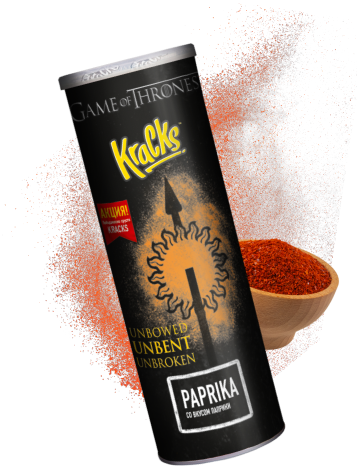 GAME OF THRONES
KRACKS
АКЦИЯ!
KRACKS
UNBOWED
UNBENT
UNBROKEN
PAPRIKA
СО ВКУСОМ ПАПРИКИ